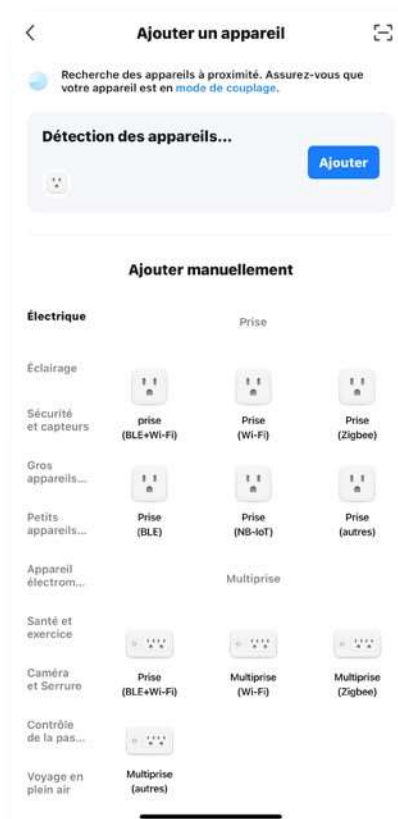 Ajouter un appareil
Recherche des appareils à proximité. Assurez-vous que
votre appareil est en mode de couplage.
Détection des appareils...
Ajouter
Ajouter manuellement
Électrique
Prise
Éclairage
Sécurité
et capteurs
prise
(BLE+Wi-Fi)
Prise
(Wi-Fi)
Prise
(Zigbee)
Gros
appareils...
Petits
appareils...
Prise
(BLE)
Prise
(NB-IoT)
Prise
(autres)
Appareil
électrom...
Multiprise
Santé et
exercice
Caméra
et Serrure
Prise
(BLE+Wi-Fi)
Multiprise
(Wi-Fi)
Multiprise
(Zigbee)
Contrôle
de la pas...
Voyage en
plein air
Multiprise
(autres)